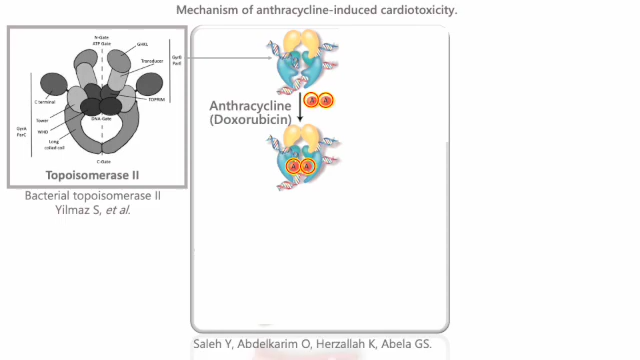 Mechanism of anthracycline-induced cardiotoxicity.
N-Gate
ATP Gate
GHKL
Transducer
GyrB
ParE
C terminal
TOPRIM
DNA-Gate
Tower
GyrA
ParC
WHD
Long
coiled coil
C-Gate
Topoisomerase II
Bacterial topoisomerase II
Yilmaz S, et al.
Anthracycline
(Doxorubicin)
A A
A A
Saleh Y, Abdelkarim O, Herzallah K, Abela GS.